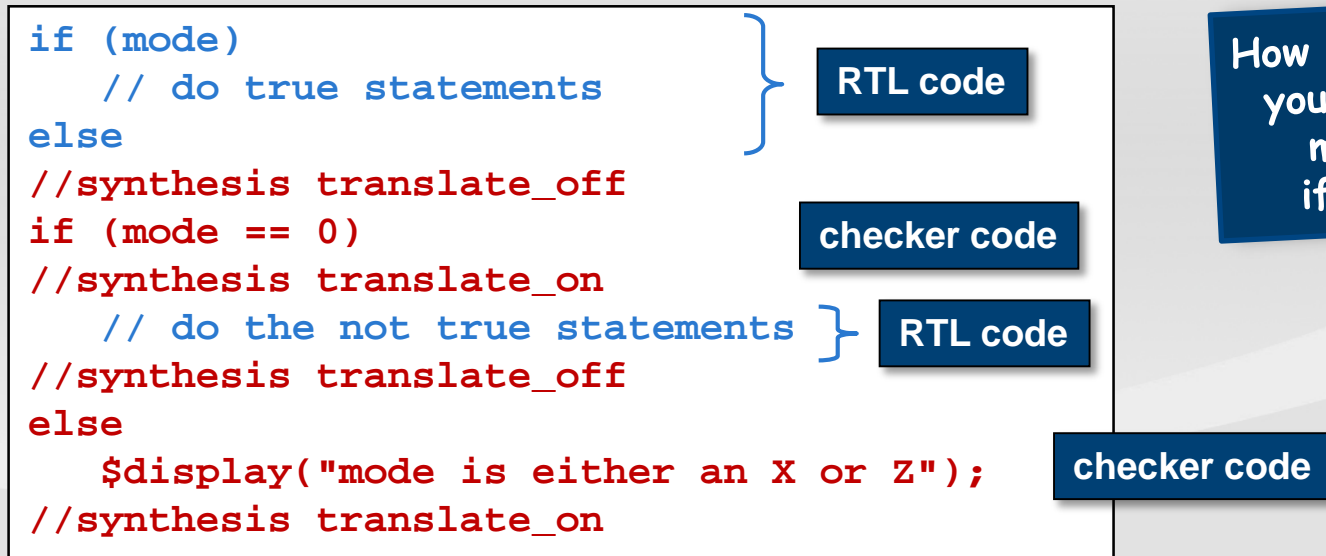 if (mode)
   // do true statements
else
//synthesis translate_off
if (mode == 0)
//synthesis translate_on
   // do the not true statements
//synthesis translate_off
else
   $display("mode is either an X or Z");
//synthesis translate_on
RTL code
checker code
RTL code
checker code
How
you
if